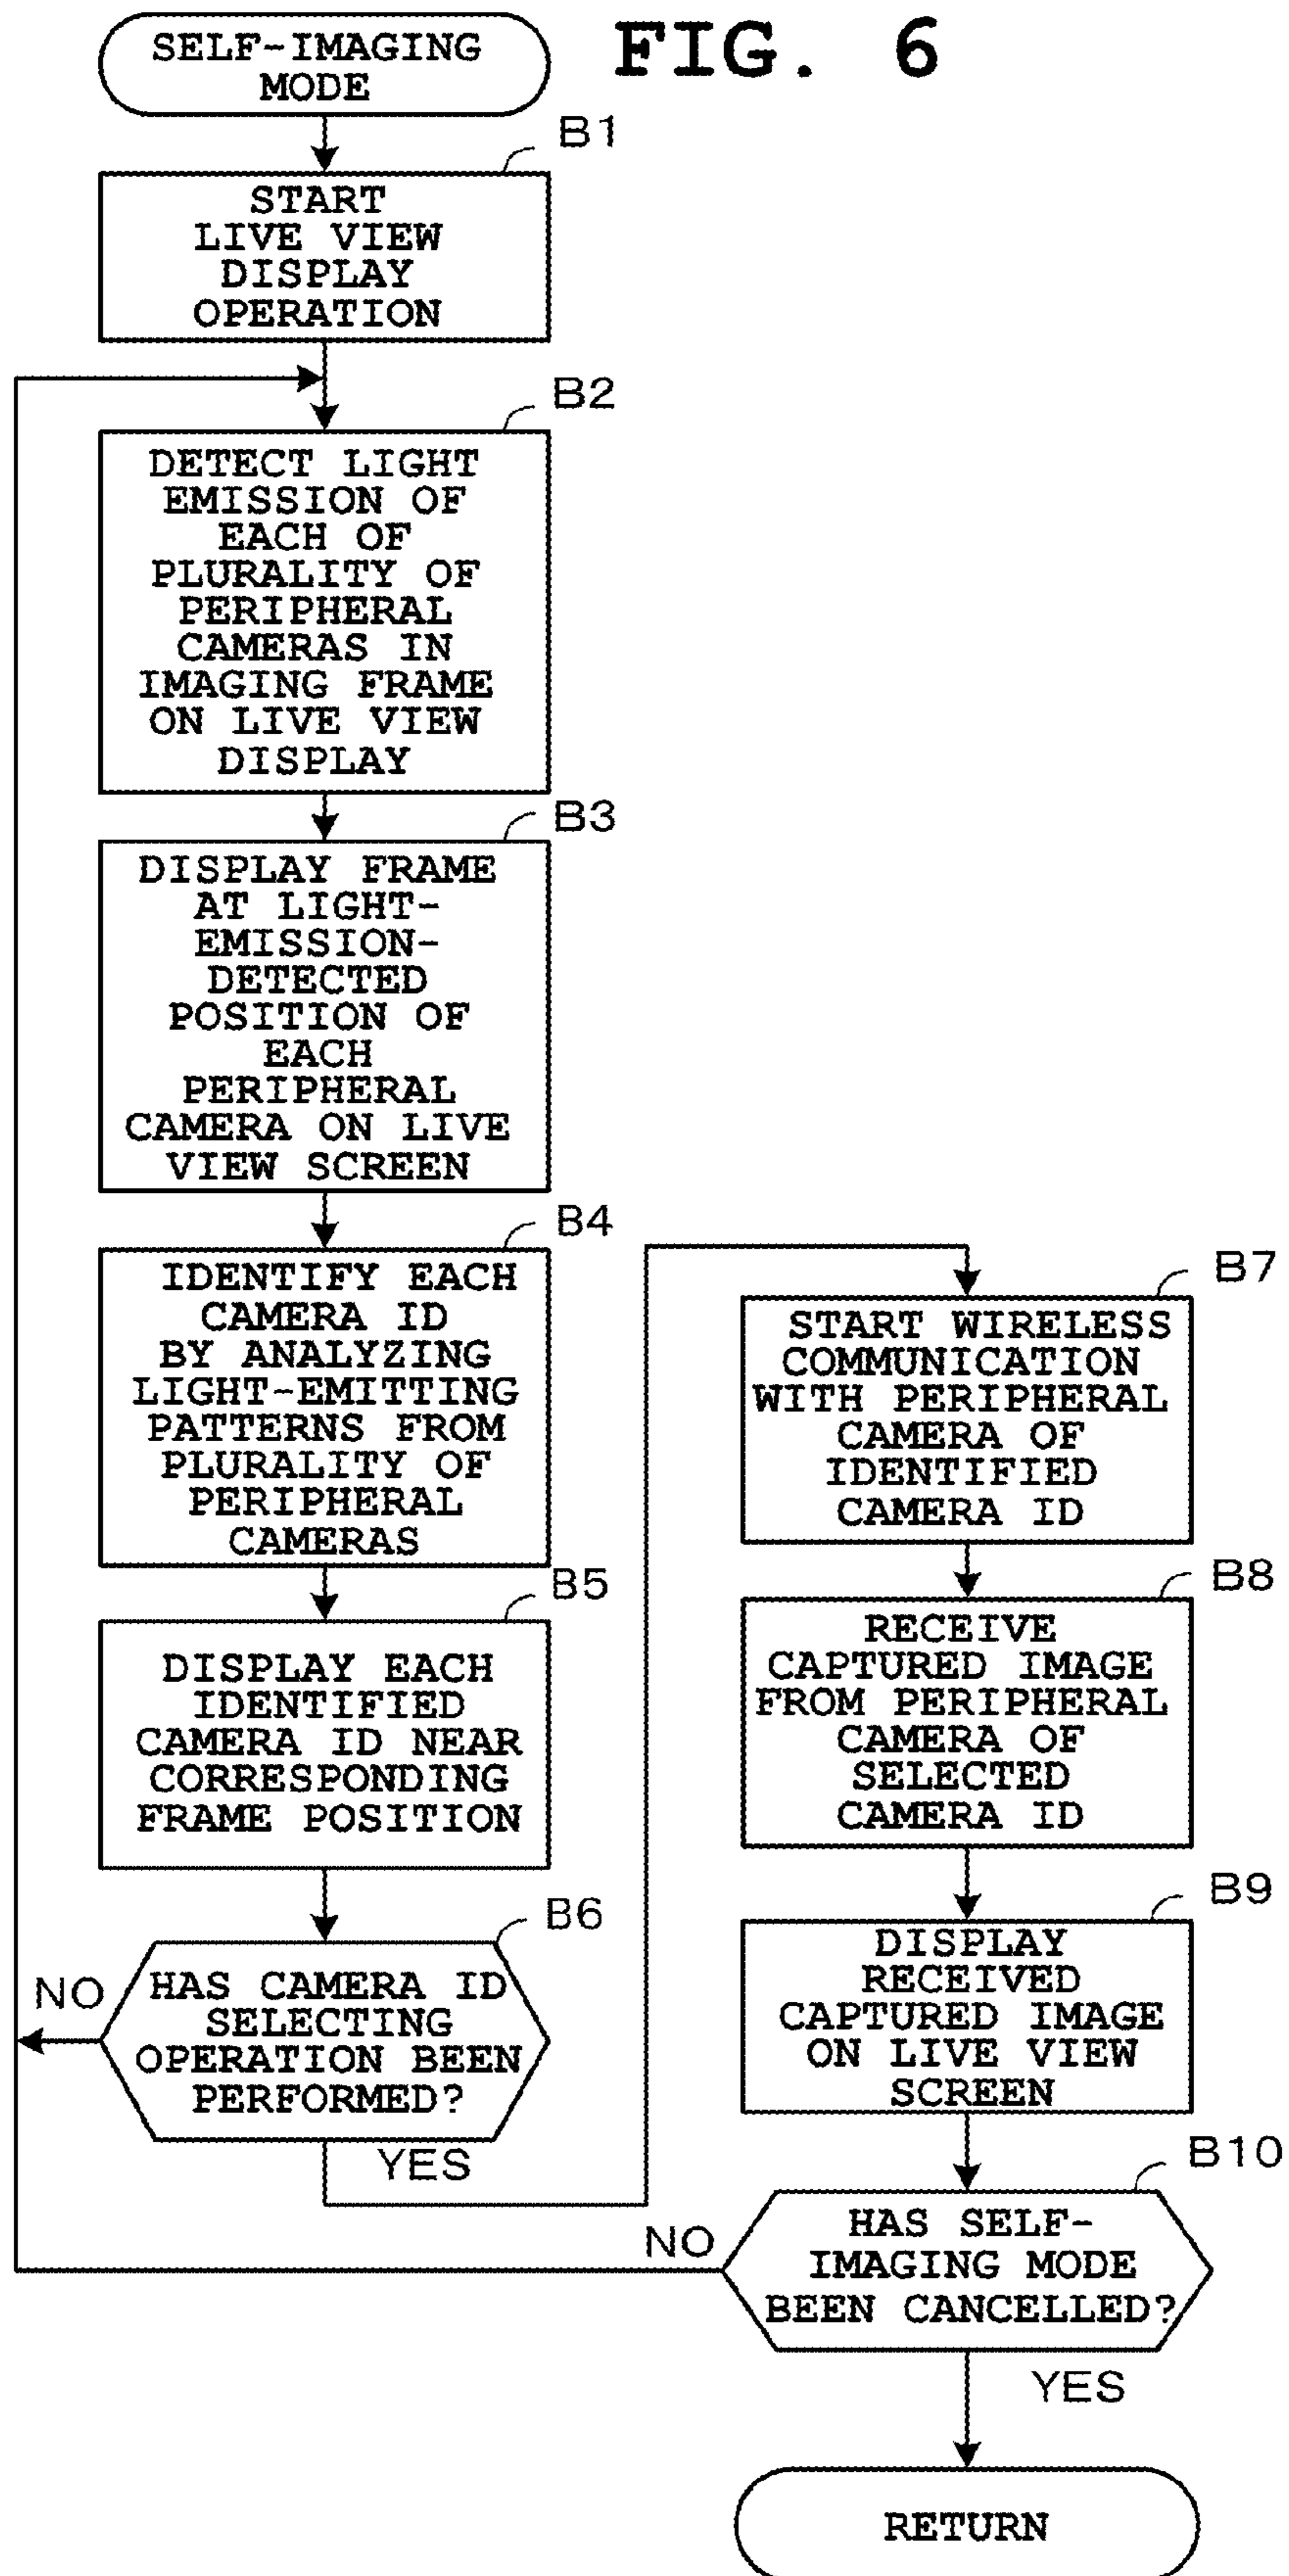 FIG. 6
SELF-IMAGING
MODE
B1
START
LIVE VIEW
DISPLAY
OPERATION
B2
DETECT LIGHT
EMISSION OF
EACH OF
PLURALITY OF
PERIPHERAL
CAMERAS IN
IMAGING FRAME
ON LIVE VIEW
DISPLAY
B3
DISPLAY FRAME
AT LIGHT-
EMISSION-
DETECTED
POSITION OF
EACH
PERIPHERAL
CAMERA ON LIVE
VIEW SCREEN
B4
IDENTIFY EACH
CAMERA ID
BY ANALYZING
LIGHT-EMITTING
PATTERNS FROM
PLURALITY OF
PERIPHERAL
CAMERAS
B5
DISPLAY EACH
IDENTIFIED
CAMERA ID NEAR
CORRESPONDING
FRAME POSITION
B6
HAS CAMERA ID
SELECTING
OPERATION BEEN
PERFORMED?
NO
YES
B7
START WIRELESS
COMMUNICATION
WITH PERIPHERAL
CAMERA OF
IDENTIFIED
CAMERA ID
B8
RECEIVE
CAPTURED IMAGE
FROM PERIPHERAL
CAMERA OF
SELECTED
CAMERA ID
B9
DISPLAY
RECEIVED
CAPTURED IMAGE
ON LIVE VIEW
SCREEN
B10
HAS SELF-
IMAGING MODE
BEEN CANCELLED?
NO
YES
RETURN